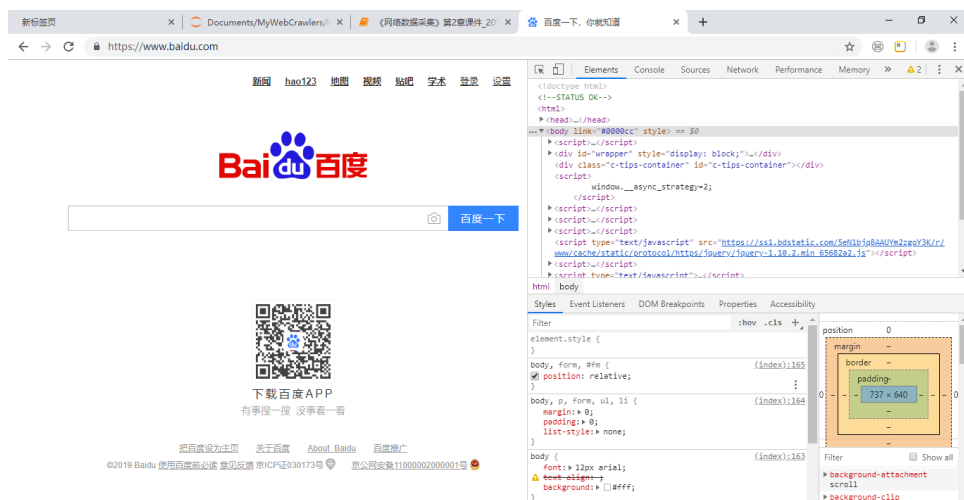 新标签页
Documents/MyWebCrawlers/
《网络数据采集》第2章课件_20
百度一下，你就知道
https://www.baidu.com
新闻 hao123 地图 视频 贴吧 学术 登录 设置
Bai du 百度
百度一下
下载百度APP
有事搜一搜 没事看一看
把百度设为主页 关于百度 About Baidu 百度推广
©2019 Baidu 使用百度前必读 意见反馈 京ICP证030173号 京公网安备11000002000001号
Elements Console Sources Network Performance Memory » 2
<!doctype html>
<!--STATUS OK-->
<html>
<head>…</head>
<body link="#0000cc" style> == $0
<script>…</script>
<div id="wrapper" style="display: block;">…</div>
<div class="c-tips-container" id="c-tips-container"></div>
<script>
window.__async_strategy=2;
</script>
<script>…</script>
<script>…</script>
<script>…</script>
<script type="text/javascript" src="https://ss1.bdstatic.com/5eN1bjq8AAUYm2zgoY3K/r/
www/cache/static/protocol/https/jquery/jquery-1.10.2.min_65682a2.js"></script>
<script>…</script>
<script type="text/javascript">…</script>
html body
Styles Event Listeners DOM Breakpoints Properties Accessibility
Filter :hov .cls +
element.style {
}
body, form, #fm { (index):165
position: relative;
}
body, p, form, ul, li { (index):164
margin: 0;
padding: 0;
list-style: none;
}
body { (index):163
font: 12px arial;
text-align: ;
background: #fff;
}
position 0
margin –
border –
padding-
0 – – – 737 × 640 – – – 0
–
–
Filter Show all
background-attachment
scroll
background-clip